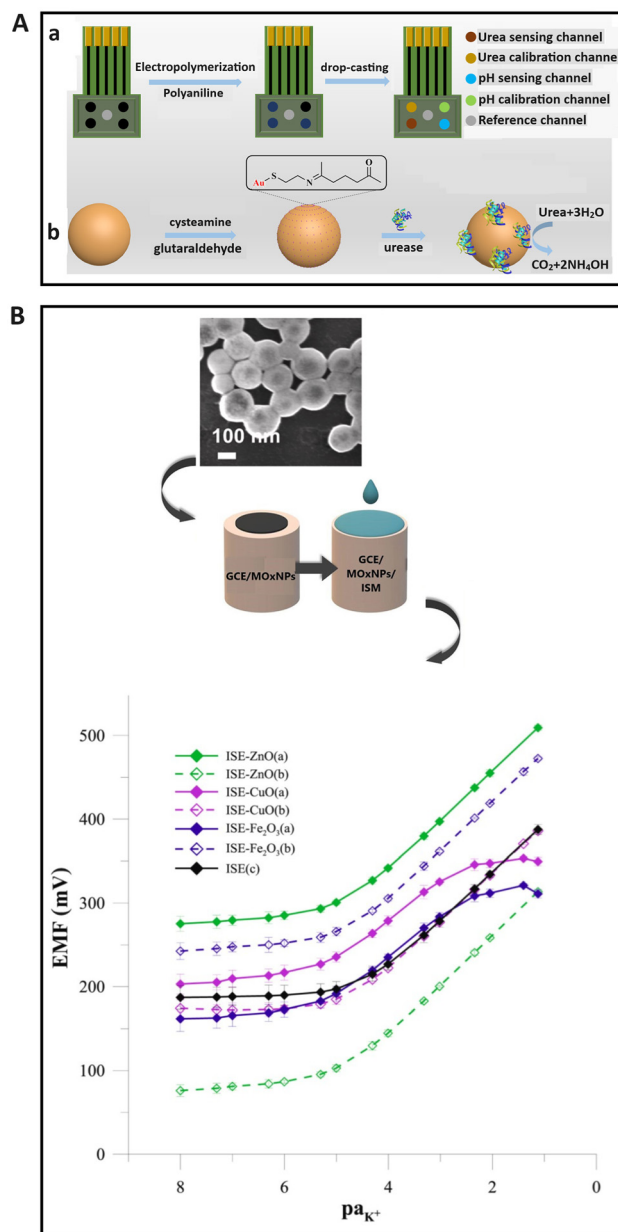 A
a
Electropolymerization
Polyaniline
drop-casting
Urea sensing channel
Urea calibration channel
pH sensing channel
pH calibration channel
Reference channel
Au
S
N
O
b
cysteamine
glutaraldehyde
urease
Urea+3H₂O
CO₂+2NH₄OH
B
100 nm
GCE/MOxNPs
GCE/
MOxNPs/
ISM
500
400
300
200
100
0
EMF (mV)
ISE-ZnO(a)
ISE-ZnO(b)
ISE-CuO(a)
ISE-CuO(b)
ISE-Fe₂O₃(a)
ISE-Fe₂O₃(b)
ISE(c)
8
6
4
2
0
pa K⁺